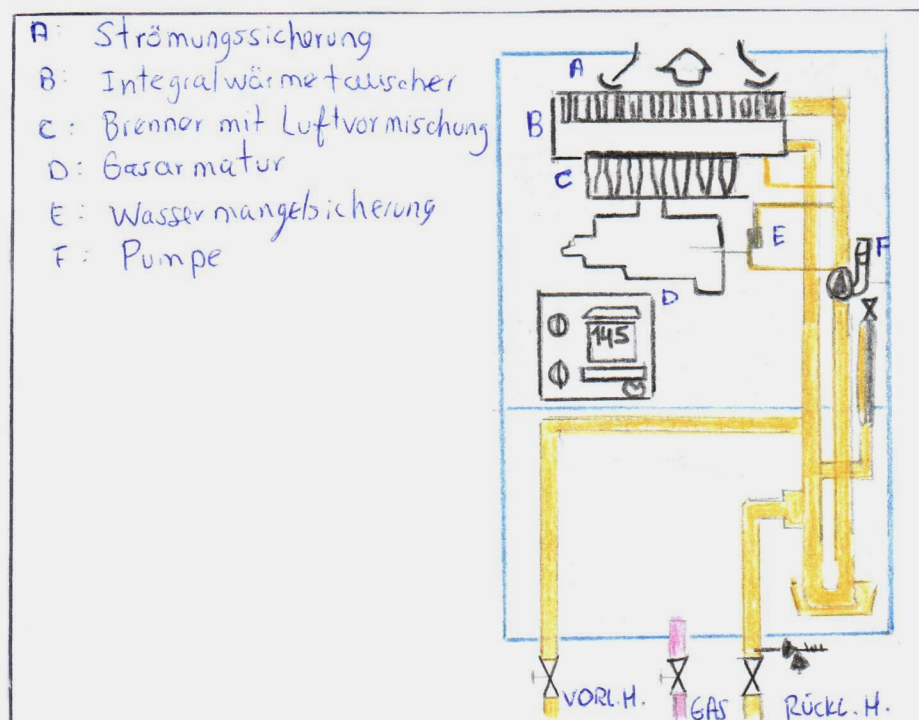 A: Strömungssicherung
B: Integralwärmetauscher
C: Brenner mit Luftvormischung
D: Gasarmatur
E: Wassermangelsicherung
F: Pumpe
A
B
C
E
F
D
145
VORL.H.
GAS
RÜCKL.H.